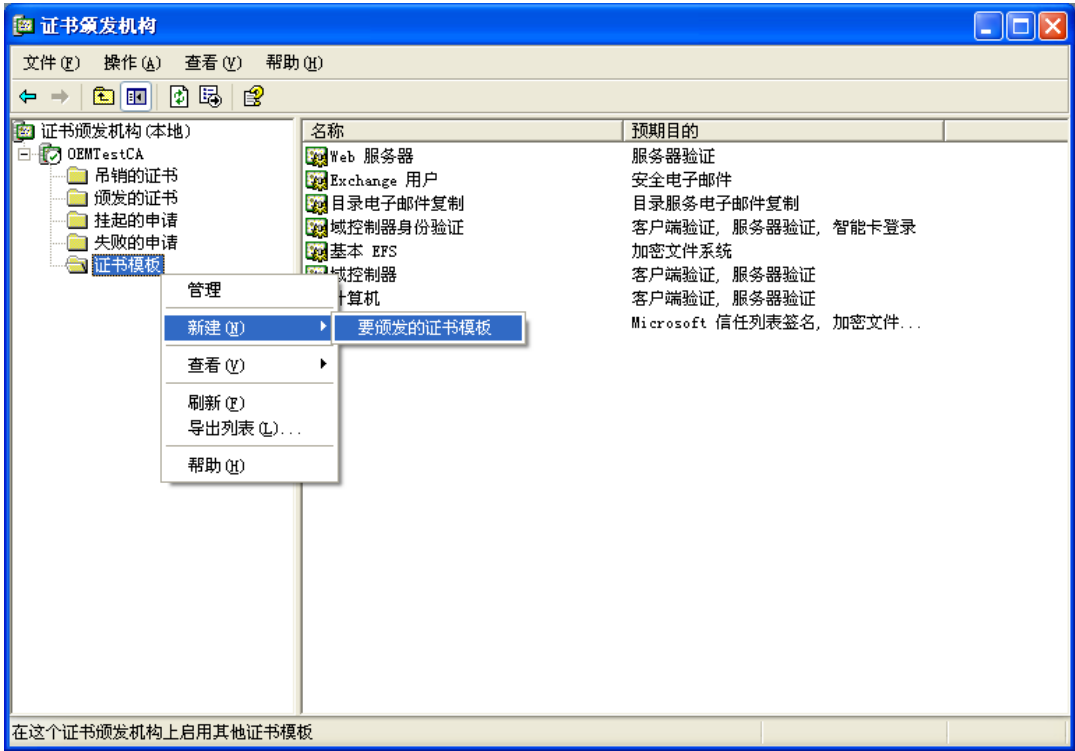 证书颁发机构
文件(F) 操作(A) 查看(V) 帮助(H)
证书颁发机构(本地)
OEMTestCA
吊销的证书
颁发的证书
挂起的申请
失败的申请
证书模板
名称 预期目的
Web 服务器 服务器验证
Exchange 用户 安全电子邮件
目录电子邮件复制 目录服务电子邮件复制
域控制器身份验证 客户端验证, 服务器验证, 智能卡登录
基本 EFS 加密文件系统
域控制器 客户端验证, 服务器验证
计算机 客户端验证, 服务器验证
Microsoft 信任列表签名, 加密文件...
管理
新建(N) 要颁发的证书模板
查看(V)
刷新(F)
导出列表(L)...
帮助(H)
在这个证书颁发机构上启用其他证书模板